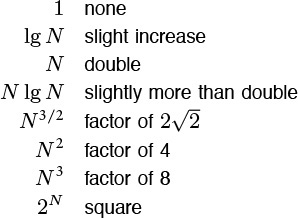 1 none
lg N slight increase
N double
N lg N slightly more than double
N^{3/2} factor of 2√2
N^2 factor of 4
N^3 factor of 8
2^N square